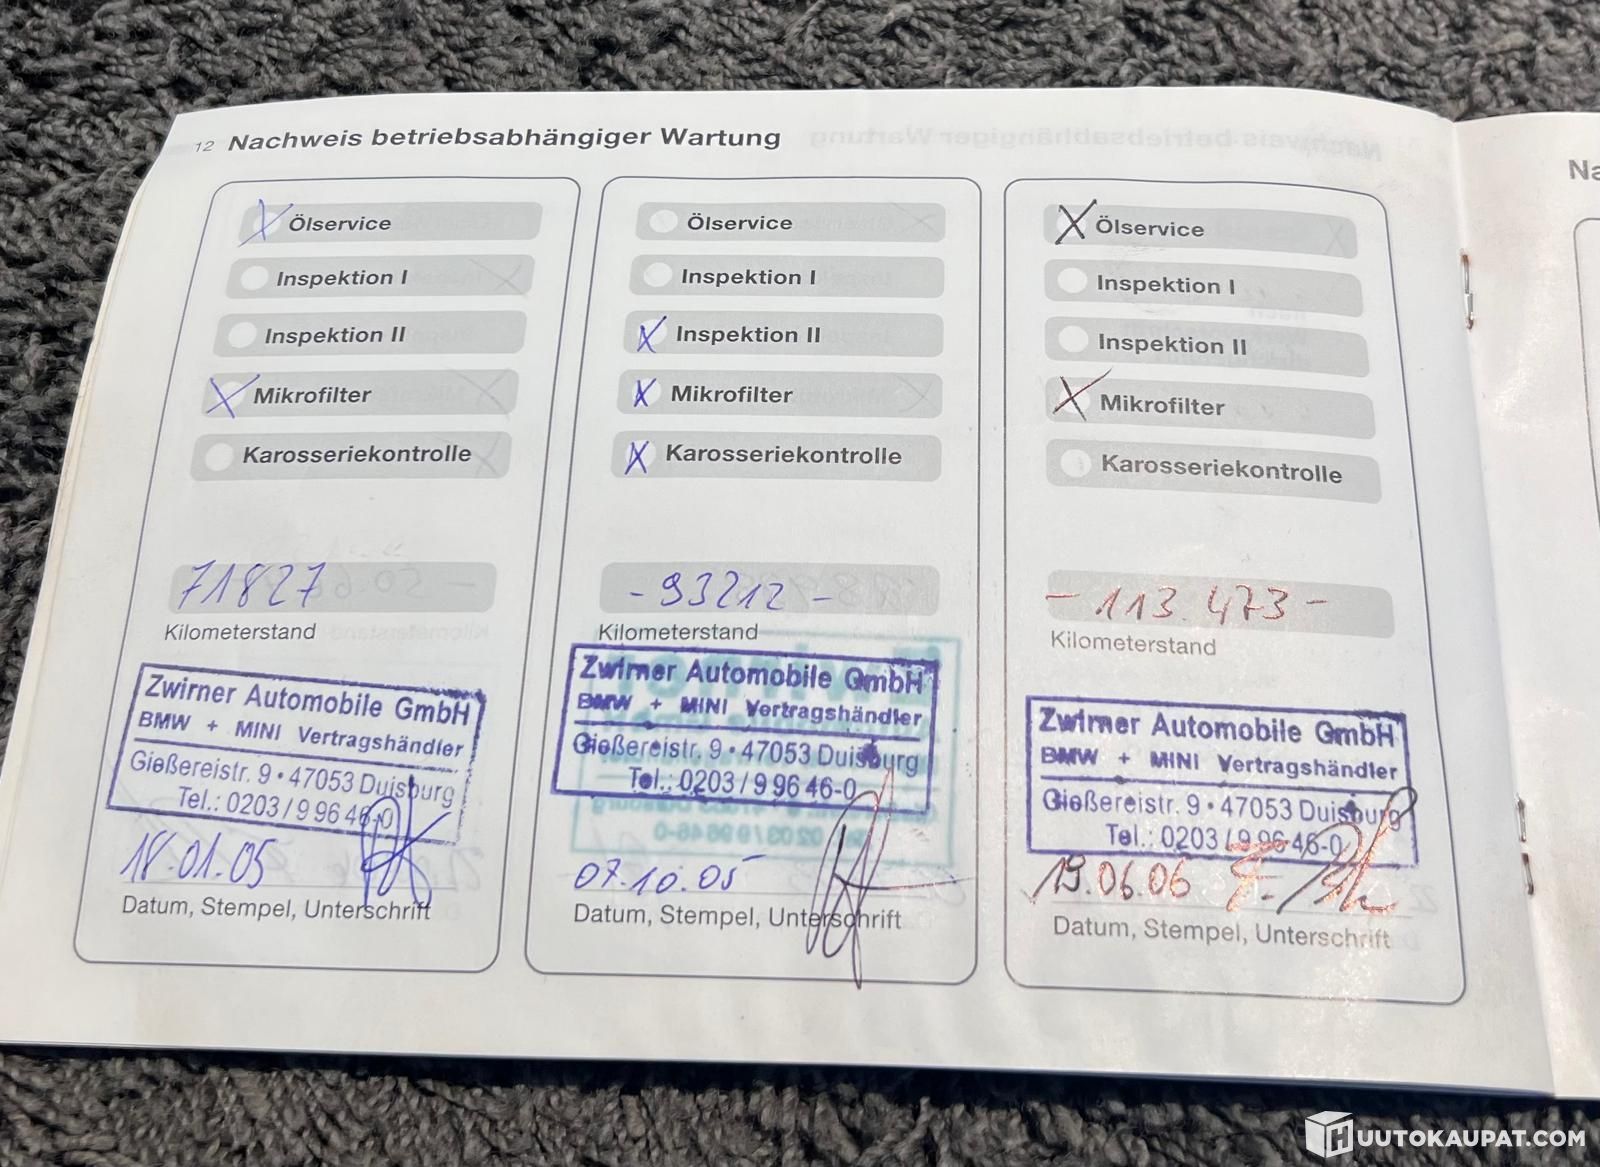 12 Nachweis betriebsabhängiger Wartung
Na
X Ölservice
Inspektion I
Inspektion II
X Mikrofilter
Karosseriekontrolle
71827
Kilometerstand
Zwirner Automobile GmbH
BMW + MINI Vertragshändler
Gießereistr. 9 • 47053 Duisburg
Tel.: 0203 / 9 96 46-0
18.01.05
Datum, Stempel, Unterschrift
Ölservice
Inspektion I
X Inspektion II
X Mikrofilter
X Karosseriekontrolle
- 93212 -
Kilometerstand
Zwirner Automobile GmbH
BMW + MINI Vertragshändler
Gießereistr. 9 • 47053 Duisburg
Tel.: 0203 / 9 96 46-0
07.10.05
Datum, Stempel, Unterschrift
X Ölservice
Inspektion I
Inspektion II
X Mikrofilter
Karosseriekontrolle
- 113.473 -
Kilometerstand
Zwirner Automobile GmbH
BMW + MINI Vertragshändler
Gießereistr. 9 • 47053 Duisburg
Tel.: 0203 / 9 96 46-0
19.06.06
Datum, Stempel, Unterschrift
HUUTOKAUPAT.COM